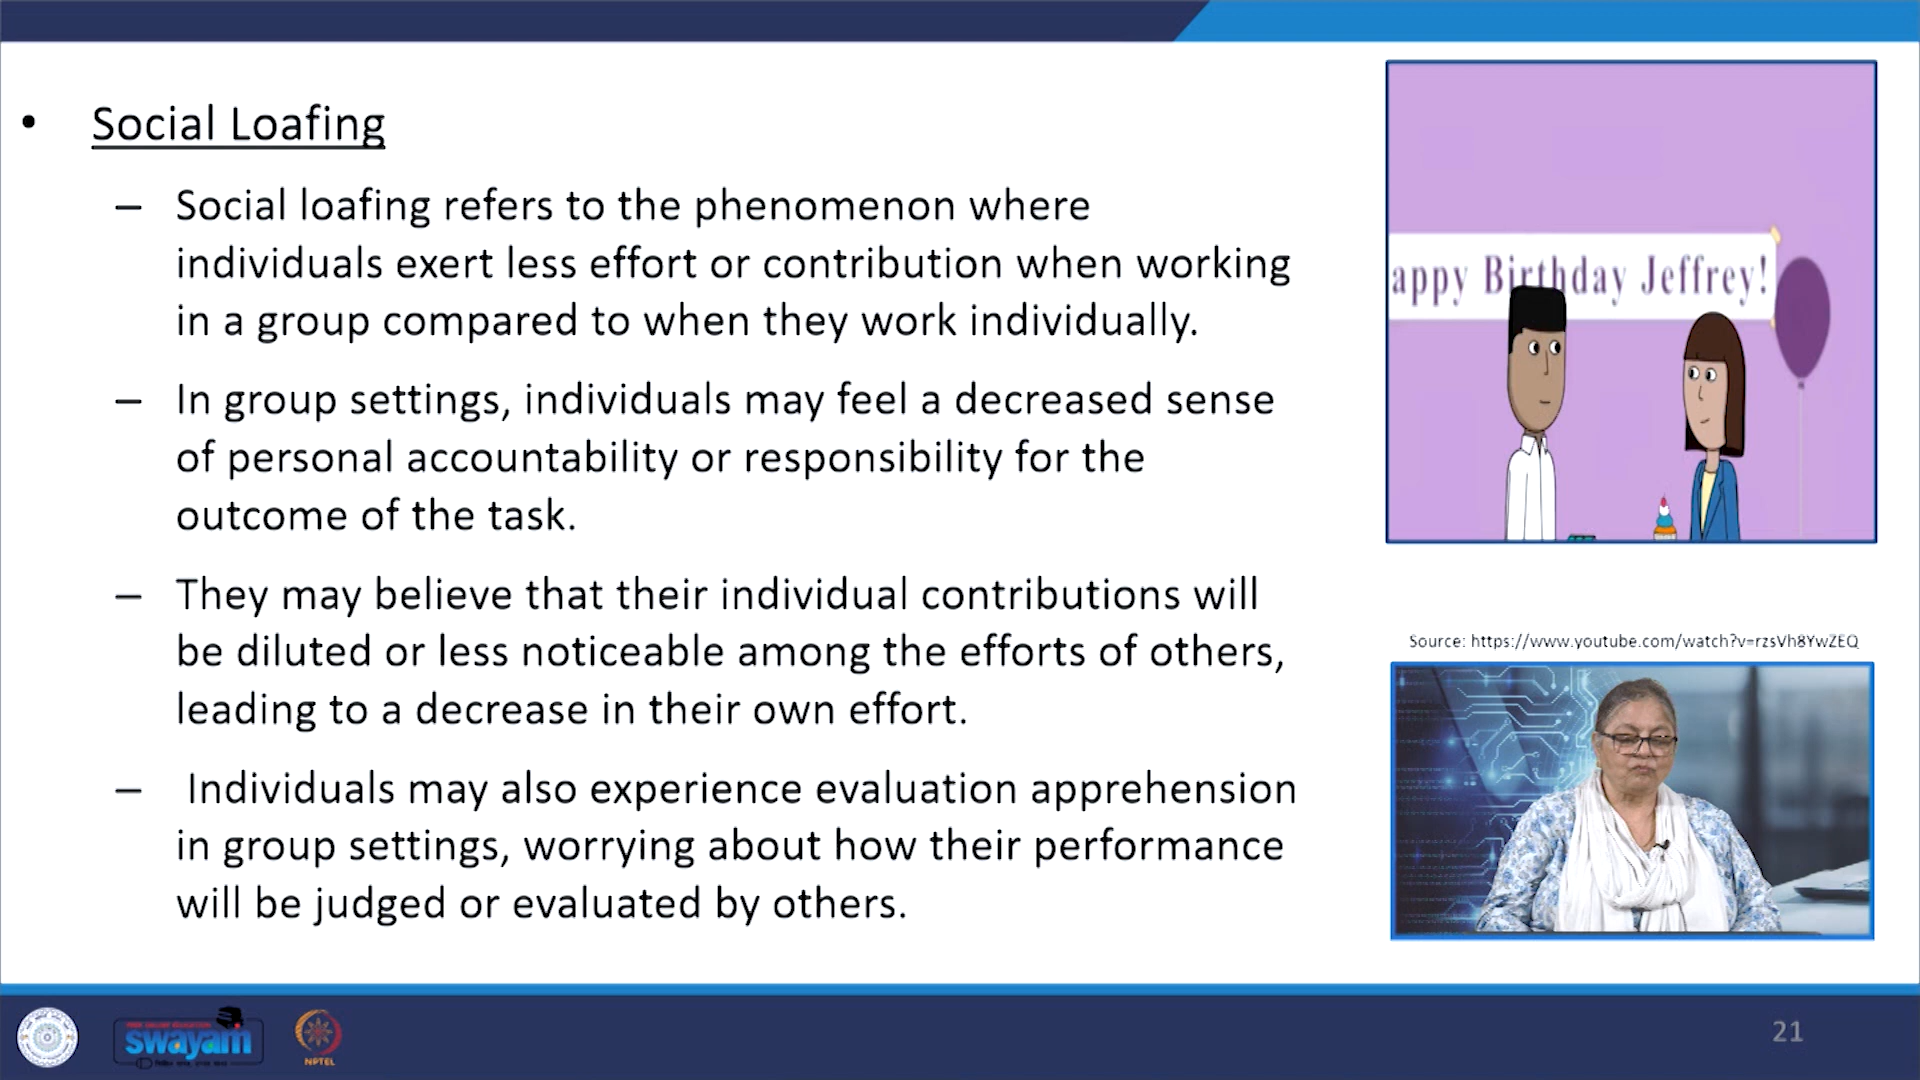 • Social Loafing
– Social loafing refers to the phenomenon where
individuals exert less effort or contribution when working
in a group compared to when they work individually.
– In group settings, individuals may feel a decreased sense
of personal accountability or responsibility for the
outcome of the task.
– They may believe that their individual contributions will
be diluted or less noticeable among the efforts of others,
leading to a decrease in their own effort.
– Individuals may also experience evaluation apprehension
in group settings, worrying about how their performance
will be judged or evaluated by others.
appy Birthday Jeffrey!
Source: https://www.youtube.com/watch?v=rzsVh8YwZEQ
swayam
NPTEL
21